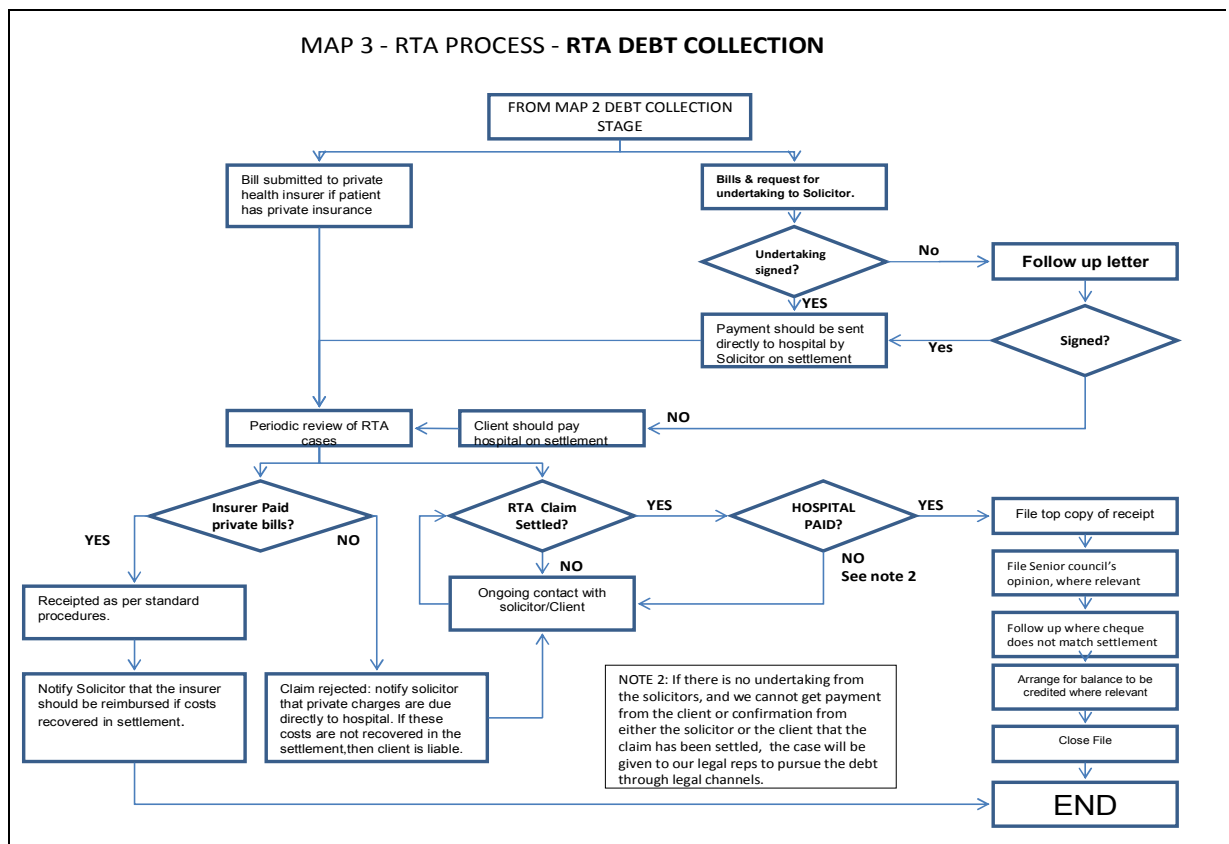 MAP 3 - RTA PROCESS - RTA DEBT COLLECTION
FROM MAP 2 DEBT COLLECTION
STAGE
Bill submitted to private
health insurer if patient
has private insurance
Bills & request for
undertaking to Solicitor.
Undertaking
signed?
No
Follow up letter
YES
Payment should be sent
directly to hospital by
Solicitor on settlement
Yes
Signed?
NO
Periodic review of RTA
cases
Client should pay
hospital on settlement
Insurer Paid
private bills?
YES
NO
RTA Claim
Settled?
YES
NO
HOSPITAL
PAID?
YES
NO
See note 2
File top copy of receipt
File Senior council's
opinion, where relevant
Follow up where cheque
does not match settlement
Arrange for balance to be
credited where relevant
Close File
END
Receipted as per standard
procedures.
Ongoing contact with
solicitor/Client
Notify Solicitor that the insurer
should be reimbursed if costs
recovered in settlement.
Claim rejected: notify solicitor
that private charges are due
directly to hospital. If these
costs are not recovered in the
settlement,then client is liable.
NOTE 2: If there is no undertaking from
the solicitors, and we cannot get payment
from the client or confirmation from
either the solicitor or the client that the
claim has been settled, the case will be
given to our legal reps to pursue the debt
through legal channels.